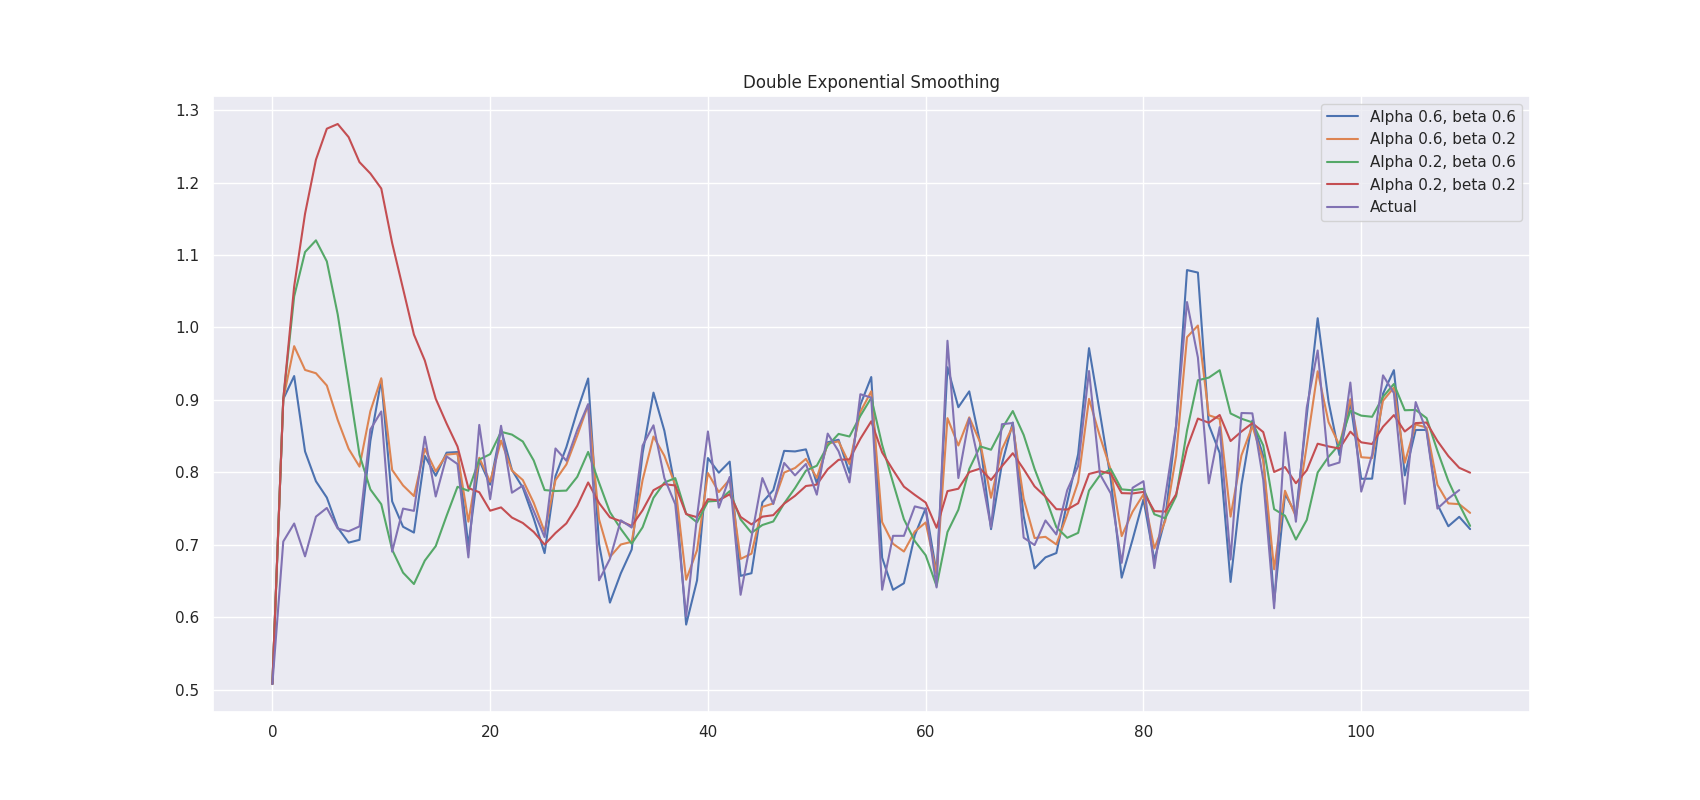 Double Exponential Smoothing
1.3
1.2
1.1
1.0
0.9
0.8
0.7
0.6
0.5
0 20 40 60 80 100
Alpha 0.6, beta 0.6
Alpha 0.6, beta 0.2
Alpha 0.2, beta 0.6
Alpha 0.2, beta 0.2
Actual